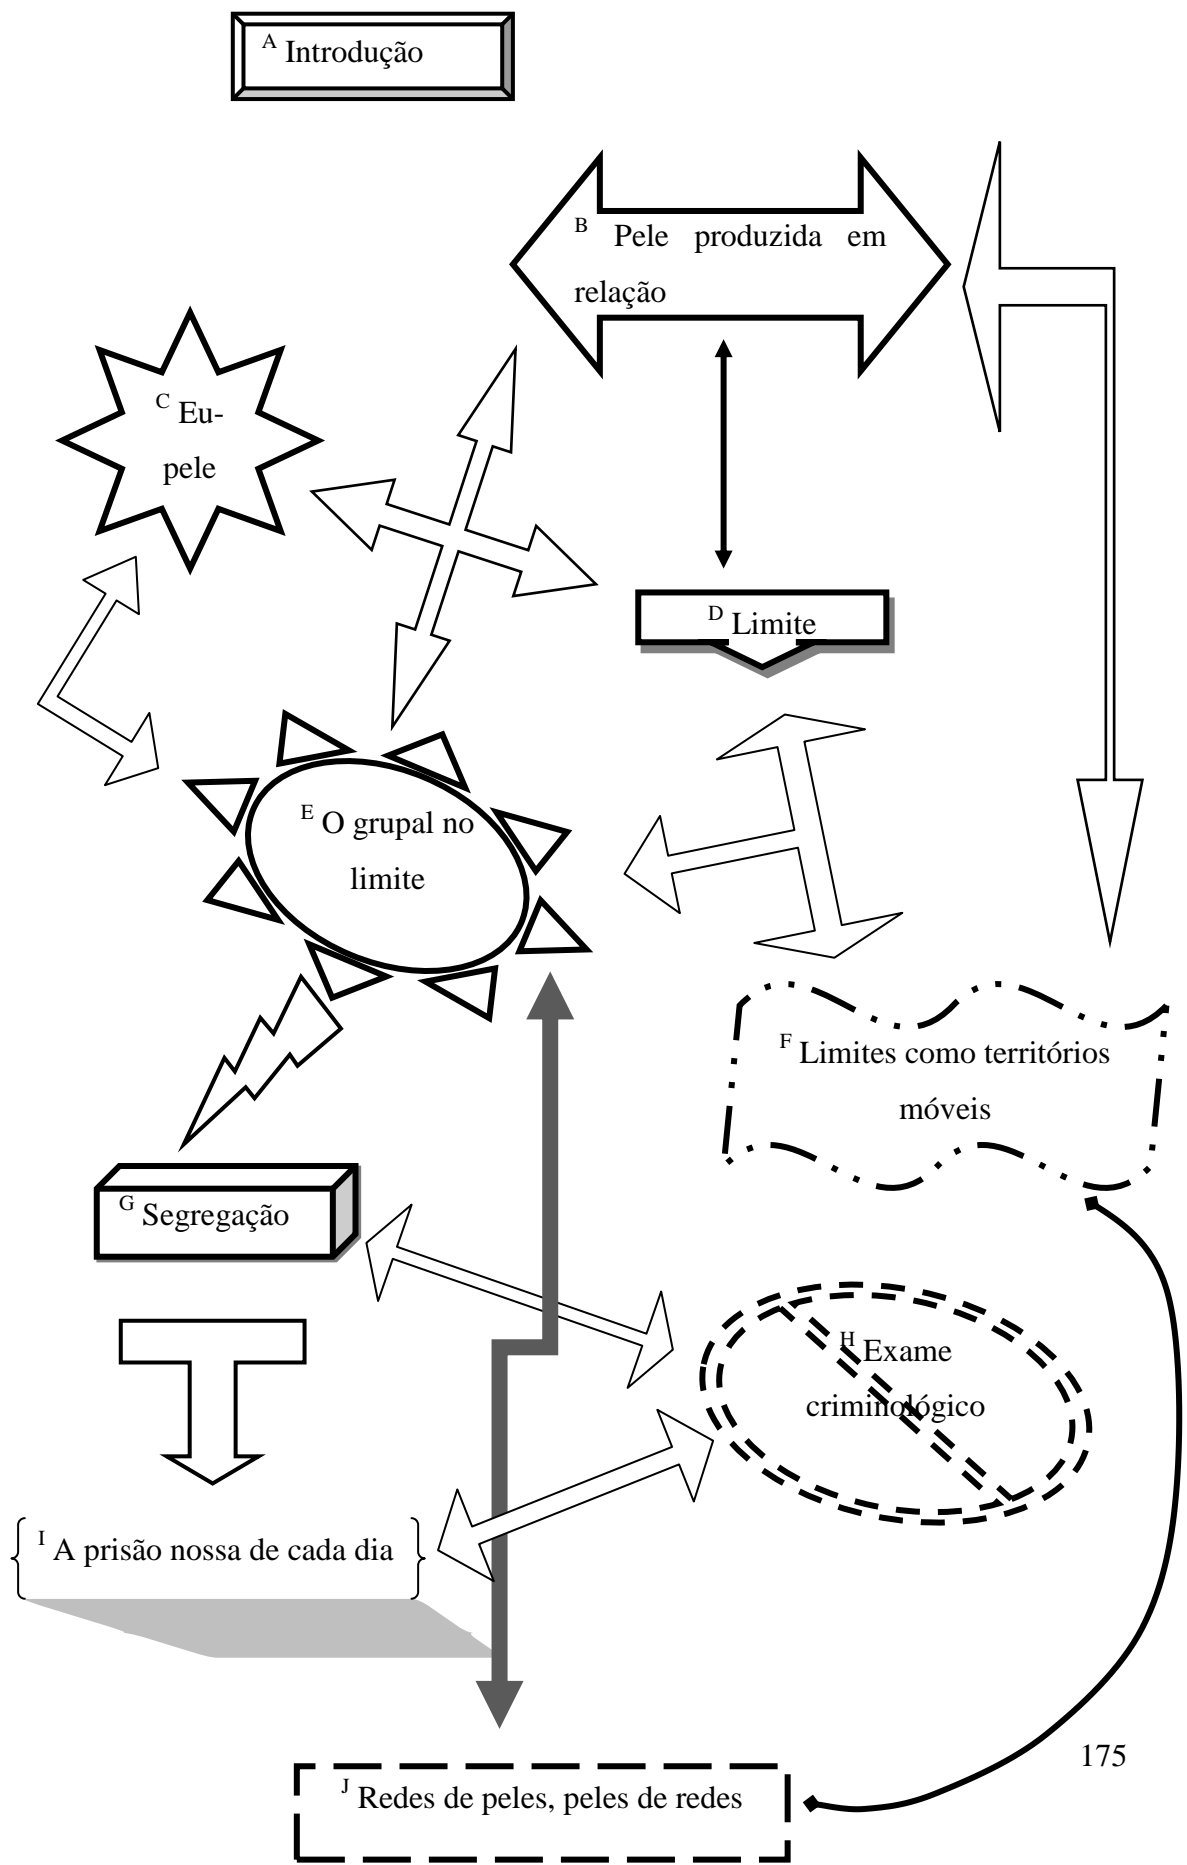 A Introdução
B Pele produzida em
relação
C Eu-
pele
D Limite
E O grupal no
limite
F Limites como territórios
móveis
G Segregação
H Exame
criminológico
I A prisão nossa de cada dia
175
J Redes de peles, peles de redes